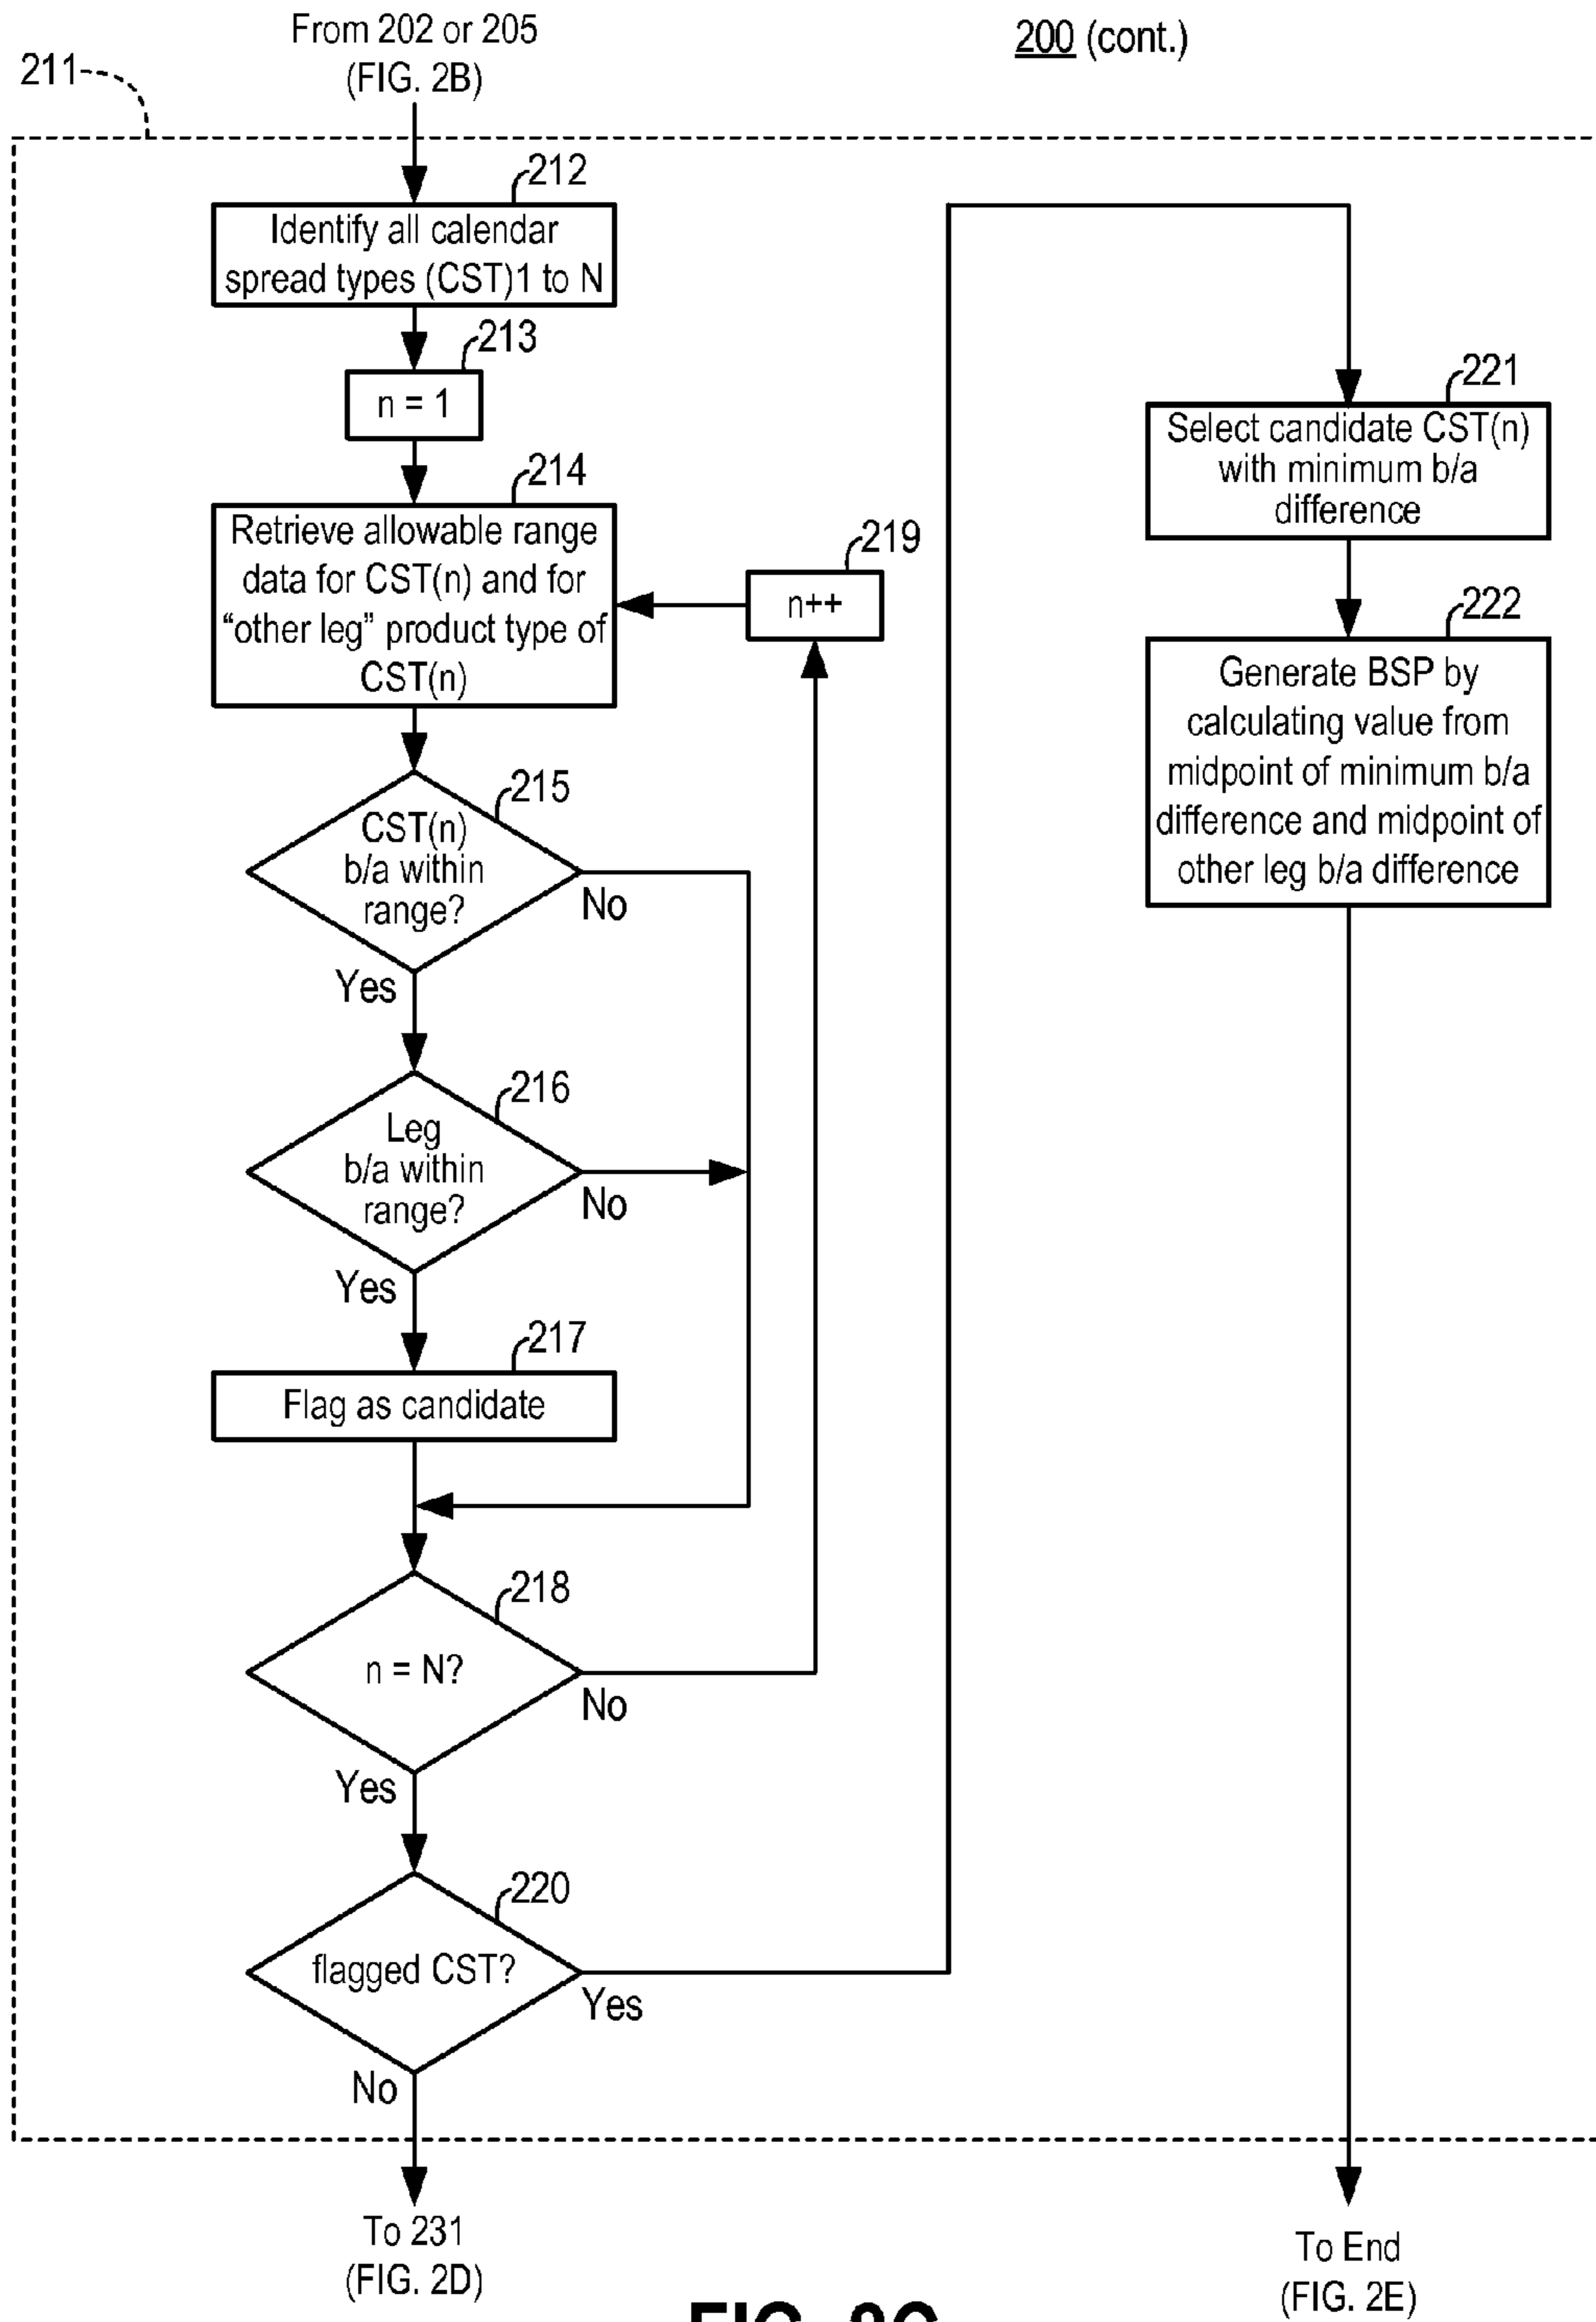 From 202 or 205
(FIG. 2B)
200 (cont.)
211
212
Identify all calendar
spread types (CST)1 to N
213
n = 1
214
Retrieve allowable range
data for CST(n) and for
“other leg” product type of
CST(n)
219
n++
215
CST(n)
b/a within
range?
No
Yes
216
Leg
b/a within
range?
No
Yes
217
Flag as candidate
218
n = N?
No
Yes
220
flagged CST?
Yes
No
To 231
(FIG. 2D)
221
Select candidate CST(n)
with minimum b/a
difference
222
Generate BSP by
calculating value from
midpoint of minimum b/a
difference and midpoint of
other leg b/a difference
To End
(FIG. 2E)